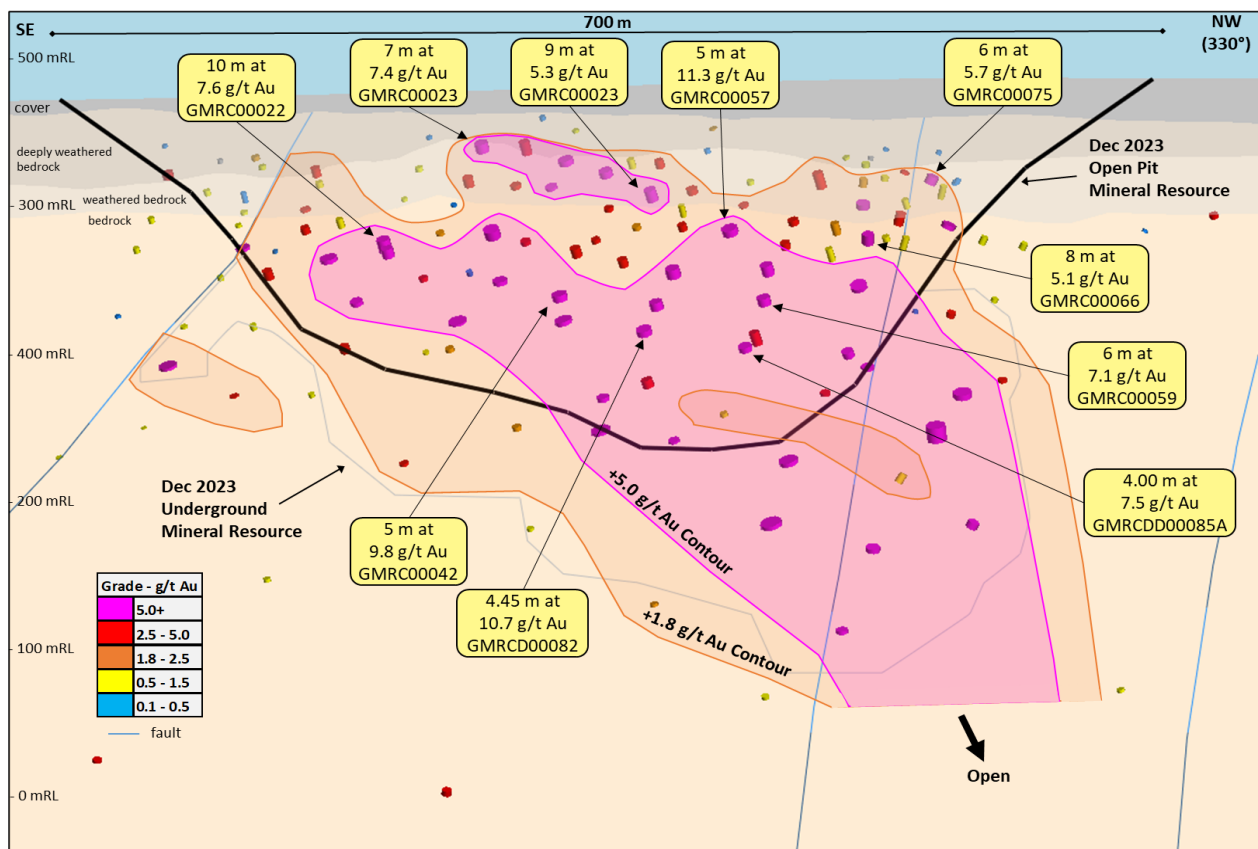 SE
700 m
NW
(330°)
500 mRL
cover
deeply weathered
bedrock
300 mRL
weathered bedrock
bedrock
400 mRL
200 mRL
100 mRL
0 mRL
10 m at
7.6 g/t Au
GMRC00022
7 m at
7.4 g/t Au
GMRC00023
9 m at
5.3 g/t Au
GMRC00023
5 m at
11.3 g/t Au
GMRC00057
6 m at
5.7 g/t Au
GMRC00075
Dec 2023
Open Pit
Mineral Resource
8 m at
5.1 g/t Au
GMRC00066
6 m at
7.1 g/t Au
GMRC00059
4.00 m at
7.5 g/t Au
GMRCDD00085A
Dec 2023
Underground
Mineral Resource
5 m at
9.8 g/t Au
GMRC00042
4.45 m at
10.7 g/t Au
GMRCD00082
+5.0 g/t Au Contour
+1.8 g/t Au Contour
Open
Grade - g/t Au
5.0+
2.5 - 5.0
1.8 - 2.5
0.5 - 1.5
0.1 - 0.5
fault